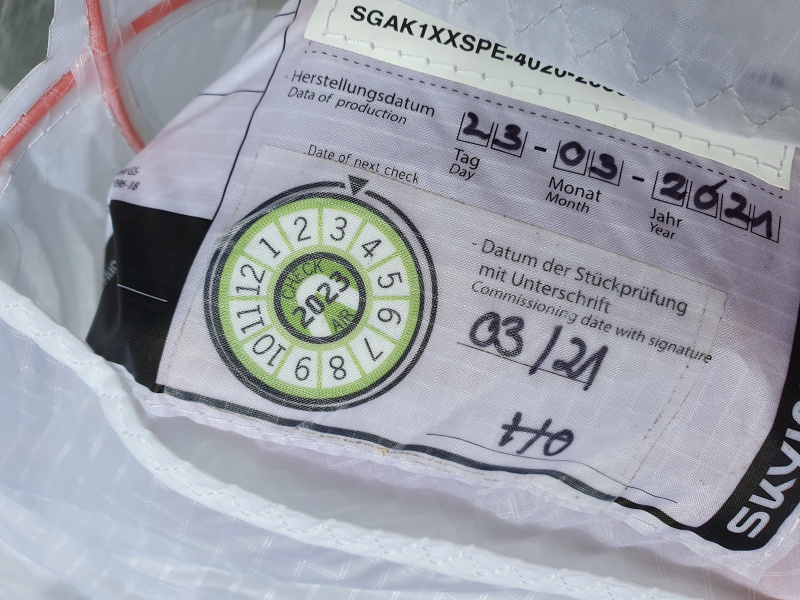 SGAK1XXSPE-4020-
Herstellungsdatum
Data of production
23-03-2021
Tag
Day
Monat
Month
Jahr
Year
Date of next check
1 2 3 4 5 6 7 8 9 10 11 12
CHECK
2023
AIR
- Datum der Stückprüfung
mit Unterschrift
Commissioning date with signature
03/21
Ho